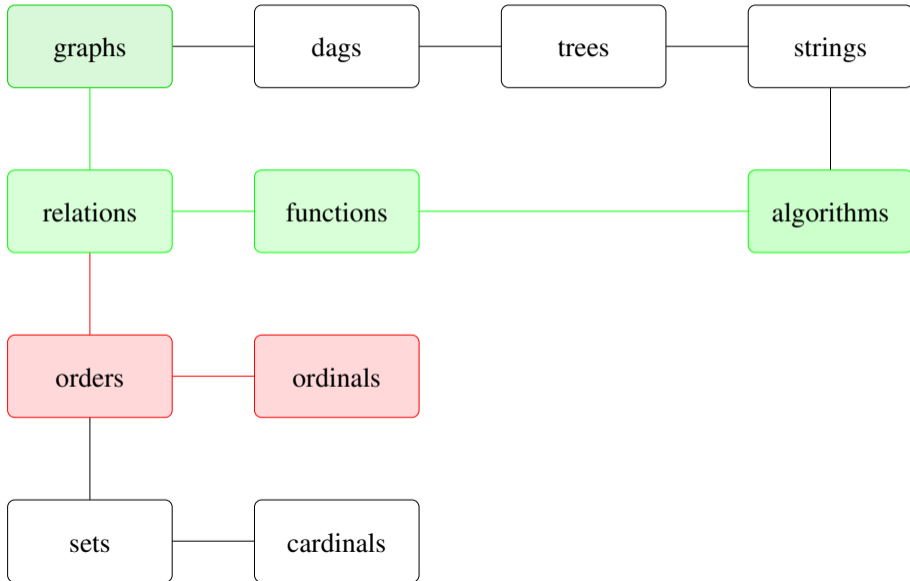 graphs
dags
trees
strings
relations
functions
algorithms
orders
ordinals
sets
cardinals